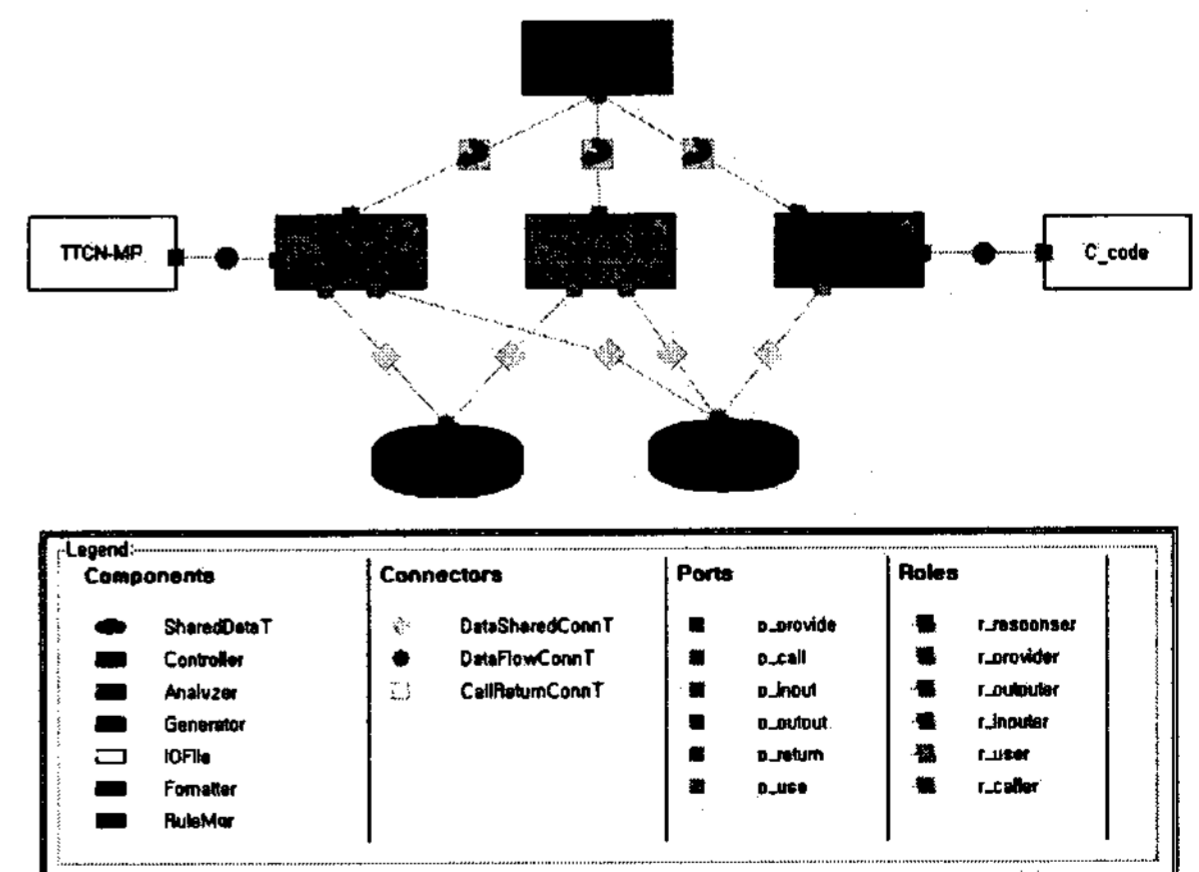 TTCN-MP
C_code
Legend:
Components
SharedDataT
Controller
Analyzer
Generator
IOFile
Formatter
RuleMgr
Connectors
DataSharedConnT
DataFlowConnT
CallReturnConnT
Ports
p_provide
p_call
p_input
p_output
p_return
p_use
Roles
r_responser
r_provider
r_outputer
r_inputer
r_user
r_caller